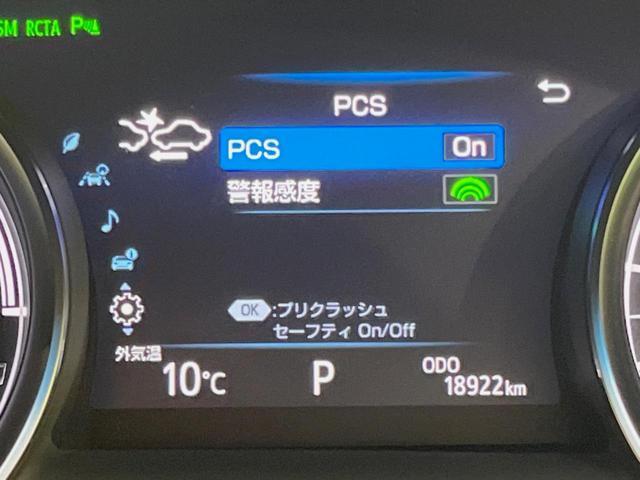 RCTA P
PCS
PCS On
警報感度
OK :プリクラッシュ
セーフティ On/Off
外気温
10℃ P ODO
18922km